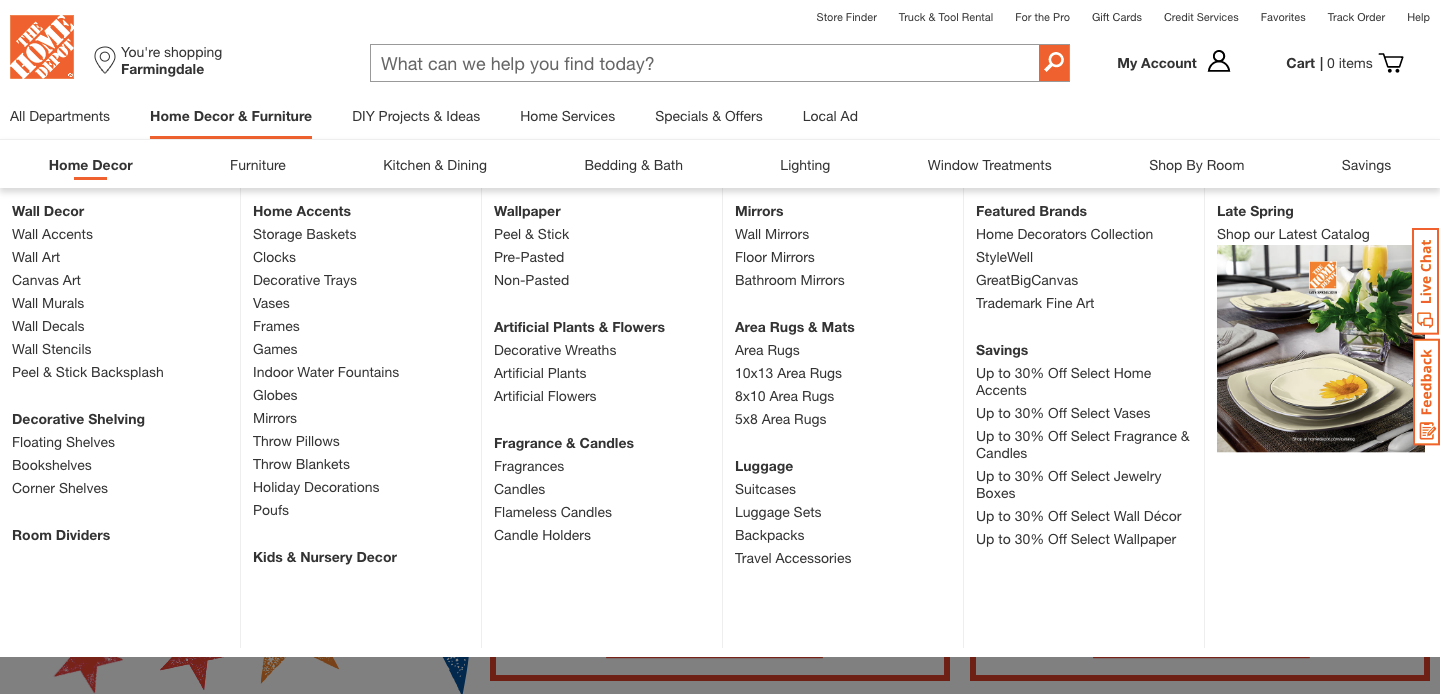 Store Finder Truck & Tool Rental For the Pro Gift Cards Credit Services Favorites Track Order Help
THE
HOME
DEPOT
You're shopping
Farmingdale
What can we help you find today?
My Account
Cart | 0 items
All Departments Home Decor & Furniture DIY Projects & Ideas Home Services Specials & Offers Local Ad
Home Decor Furniture Kitchen & Dining Bedding & Bath Lighting Window Treatments Shop By Room Savings
Wall Decor
Wall Accents
Wall Art
Canvas Art
Wall Murals
Wall Decals
Wall Stencils
Peel & Stick Backsplash
Decorative Shelving
Floating Shelves
Bookshelves
Corner Shelves
Room Dividers
Home Accents
Storage Baskets
Clocks
Decorative Trays
Vases
Frames
Games
Indoor Water Fountains
Globes
Mirrors
Throw Pillows
Throw Blankets
Holiday Decorations
Poufs
Kids & Nursery Decor
Wallpaper
Peel & Stick
Pre-Pasted
Non-Pasted
Artificial Plants & Flowers
Decorative Wreaths
Artificial Plants
Artificial Flowers
Fragrance & Candles
Fragrances
Candles
Flameless Candles
Candle Holders
Mirrors
Wall Mirrors
Floor Mirrors
Bathroom Mirrors
Area Rugs & Mats
Area Rugs
10x13 Area Rugs
8x10 Area Rugs
5x8 Area Rugs
Luggage
Suitcases
Luggage Sets
Backpacks
Travel Accessories
Featured Brands
Home Decorators Collection
StyleWell
GreatBigCanvas
Trademark Fine Art
Savings
Up to 30% Off Select Home
Accents
Up to 30% Off Select Vases
Up to 30% Off Select Fragrance &
Candles
Up to 30% Off Select Jewelry
Boxes
Up to 30% Off Select Wall Décor
Up to 30% Off Select Wallpaper
Late Spring
Shop our Latest Catalog
THE
HOME
DEPOT
Live Chat
Feedback